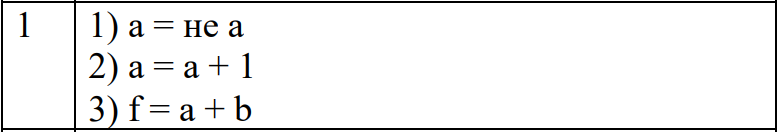 1
1) a = не a
2) a = a + 1
3) f = a + b